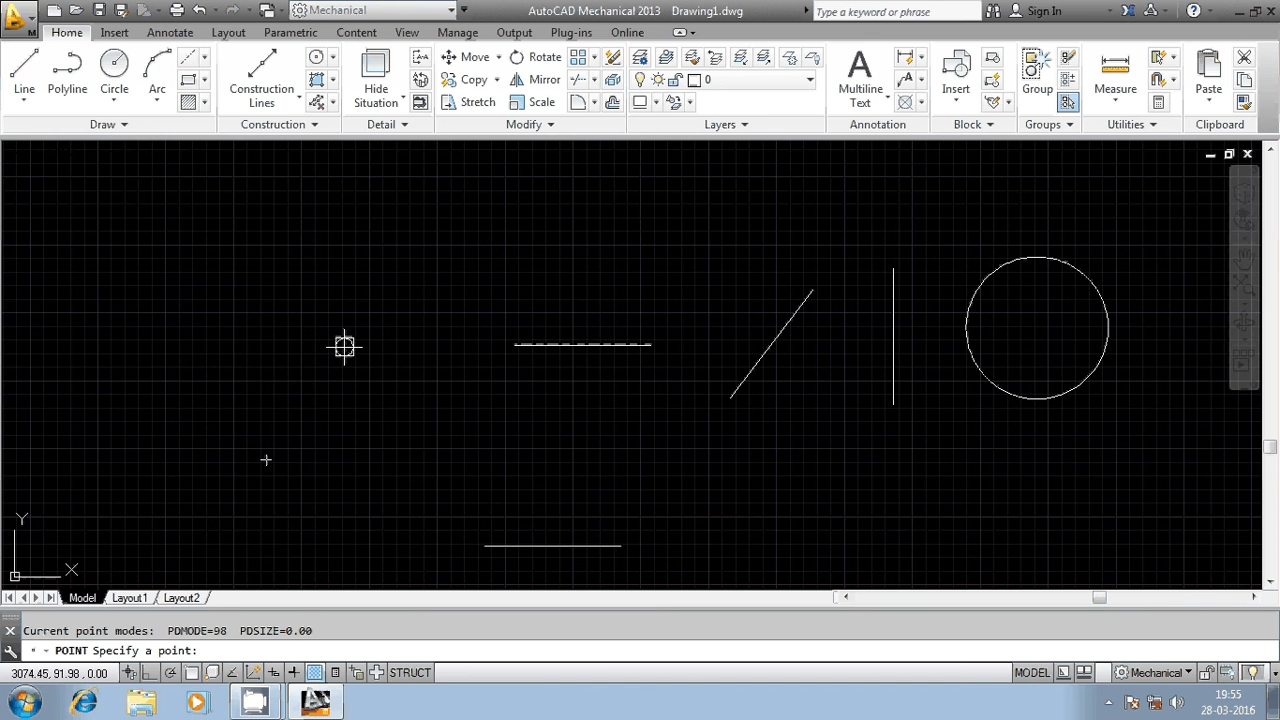 Mechanical
AutoCAD Mechanical 2013 Drawing1.dwg
Type a keyword or phrase
Sign In
M
Home Insert Annotate Layout Parametric Content View Manage Output Plug-ins Online
Line
Polyline
Circle
Arc
Construction
Lines
Hide
Situation
Move
Rotate
Copy
Mirror
Stretch
Scale
0
Multiline
Text
Insert
Group
Measure
Paste
Draw Construction Detail Modify Layers Annotation Block Groups Utilities Clipboard
Y
X
Model Layout1 Layout2
Current point modes: PDMODE=98 PDSIZE=0.00
POINT Specify a point:
3074.45, 91.98, 0.00
STRUCT
MODEL
Mechanical
19:55
28-03-2016